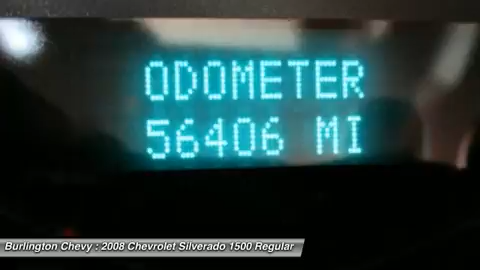 ODOMETER
56406 MI
Burlington Chevy : 2008 Chevrolet Silverado 1500 Regular